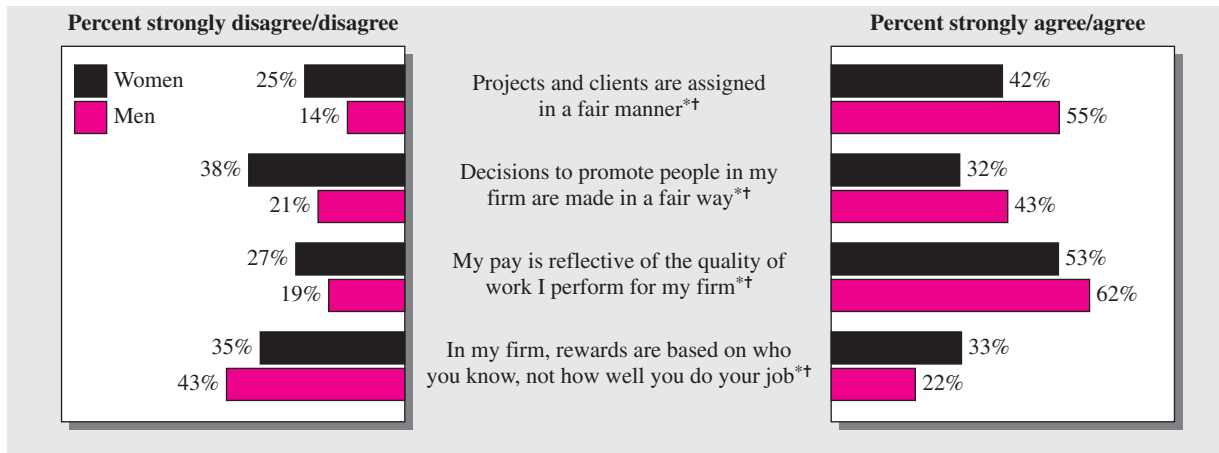 Percent strongly disagree/disagree
Percent strongly agree/agree
Women
Men
25%
14%
Projects and clients are assigned
in a fair manner*†
42%
55%
38%
21%
Decisions to promote people in my
firm are made in a fair way*†
32%
43%
27%
19%
My pay is reflective of the quality of
work I perform for my firm*†
53%
62%
35%
43%
In my firm, rewards are based on who
you know, not how well you do your job*†
33%
22%